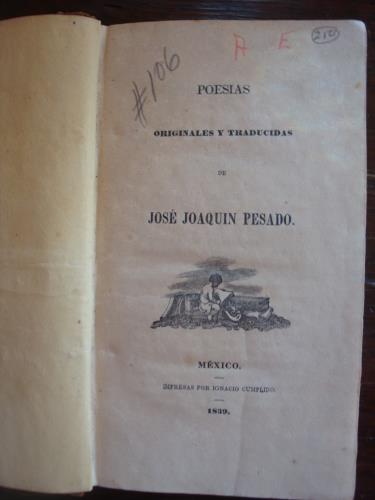 A E
210
#106
POESIAS
ORIGINALES Y TRADUCIDAS
DE
JOSÉ JOAQUIN PESADO.
MÉXICO.
IMPRESAS POR IGNACIO CUMPLIDO.
1839.